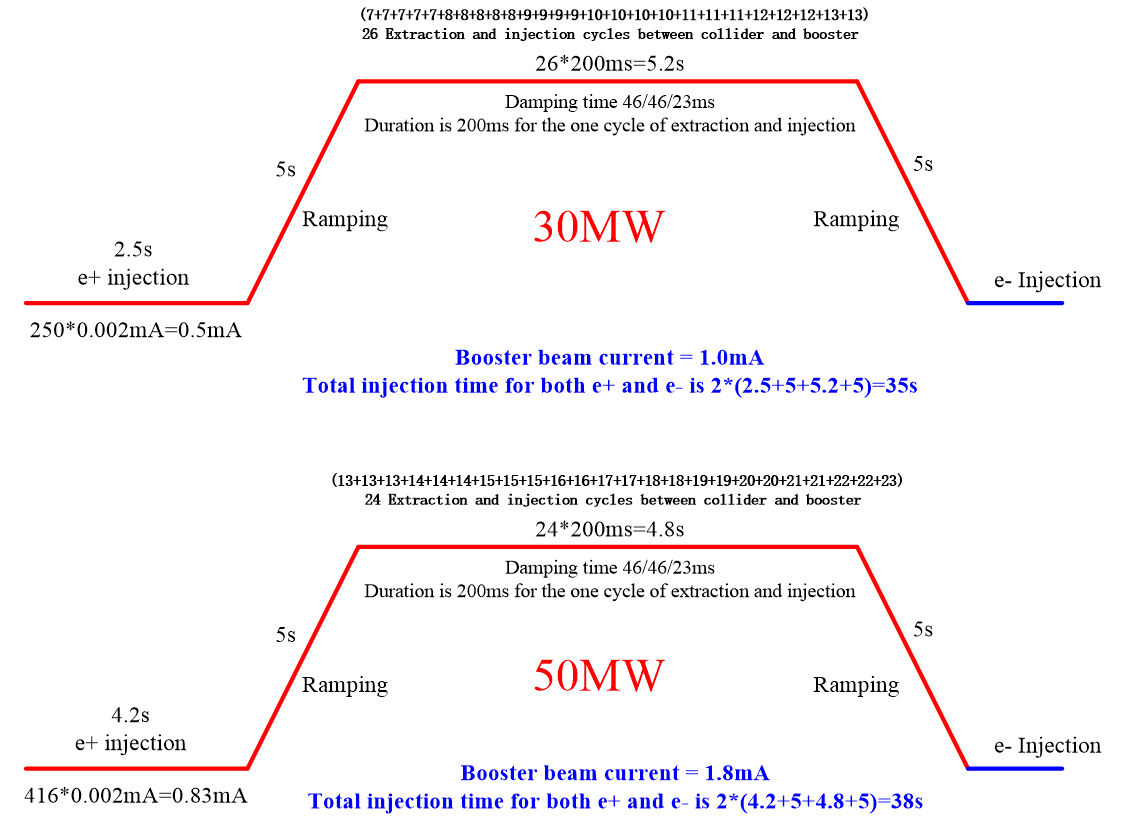 (7+7+7+7+7+8+8+8+8+8+9+9+9+9+10+10+10+10+11+11+11+12+12+12+13+13)
26 Extraction and injection cycles between collider and booster
26*200ms=5.2s
Damping time 46/46/23ms
Duration is 200ms for the one cycle of extraction and injection
5s
5s
Ramping
30MW
Ramping
2.5s
e+ injection
e- Injection
250*0.002mA=0.5mA
Booster beam current = 1.0mA
Total injection time for both e+ and e- is 2*(2.5+5+5.2+5)=35s
(13+13+13+14+14+14+15+15+15+16+16+17+17+18+18+19+19+20+20+21+21+22+22+23)
24 Extraction and injection cycles between collider and booster
24*200ms=4.8s
Damping time 46/46/23ms
Duration is 200ms for the one cycle of extraction and injection
5s
5s
Ramping
50MW
Ramping
4.2s
e+ injection
e- Injection
416*0.002mA=0.83mA
Booster beam current = 1.8mA
Total injection time for both e+ and e- is 2*(4.2+5+4.8+5)=38s